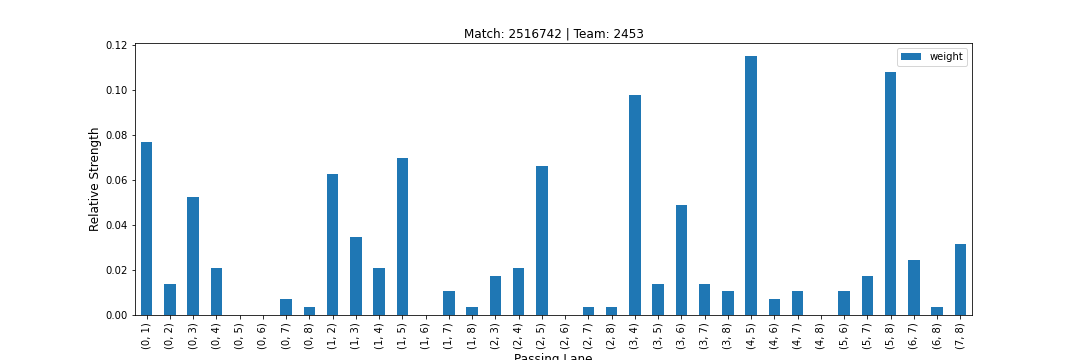 Match: 2516742 | Team: 2453
weight
Relative Strength
0.12
0.10
0.08
0.06
0.04
0.02
0.00
(0, 1) (0, 2) (0, 3) (0, 4) (0, 5) (0, 6) (0, 7) (0, 8) (1, 2) (1, 3) (1, 4) (1, 5) (1, 6) (1, 7) (1, 8) (2, 3) (2, 4) (2, 5) (2, 6) (2, 7) (2, 8) (3, 4) (3, 5) (3, 6) (3, 7) (3, 8) (4, 5) (4, 6) (4, 7) (4, 8) (5, 6) (5, 7) (5, 8) (6, 7) (6, 8) (7, 8)
Passing Lane